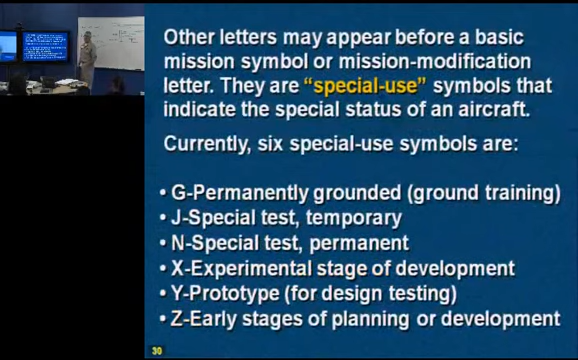 Other letters may appear before a basic
mission symbol or mission-modification
letter. They are “special-use” symbols that
indicate the special status of an aircraft.
Currently, six special-use symbols are:
• G-Permanently grounded (ground training)
• J-Special test, temporary
• N-Special test, permanent
• X-Experimental stage of development
• Y-Prototype (for design testing)
• Z-Early stages of planning or development
30